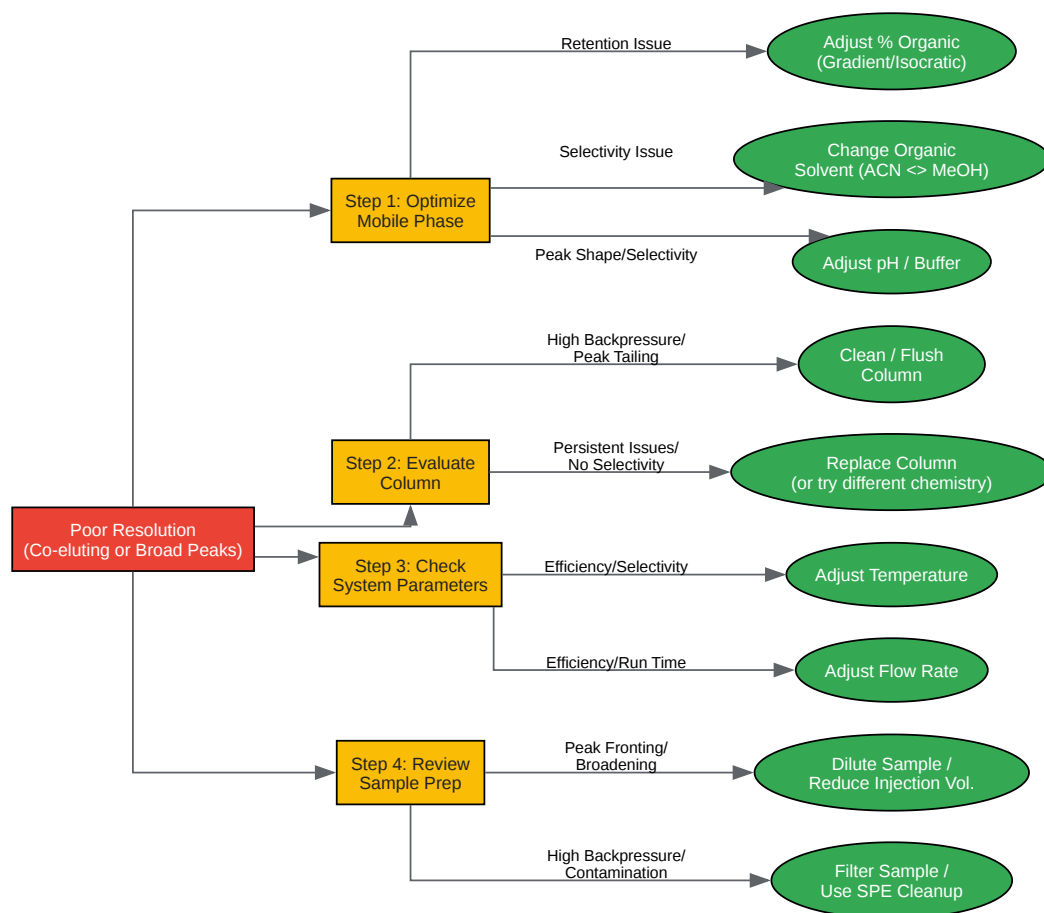 Retention Issue
Adjust % Organic
(Gradient/Isocratic)
Selectivity Issue
Change Organic
Solvent (ACN <> MeOH)
Step 1: Optimize
Mobile Phase
Peak Shape/Selectivity
Adjust pH / Buffer
High Backpressure/
Peak Tailing
Clean / Flush
Column
Step 2: Evaluate
Column
Persistent Issues/
No Selectivity
Replace Column
(or try different chemistry)
Poor Resolution
(Co-eluting or Broad Peaks)
Step 3: Check
System Parameters
Efficiency/Selectivity
Adjust Temperature
Efficiency/Run Time
Adjust Flow Rate
Step 4: Review
Sample Prep
Peak Fronting/
Broadening
Dilute Sample /
Reduce Injection Vol.
High Backpressure/
Contamination
Filter Sample /
Use SPE Cleanup